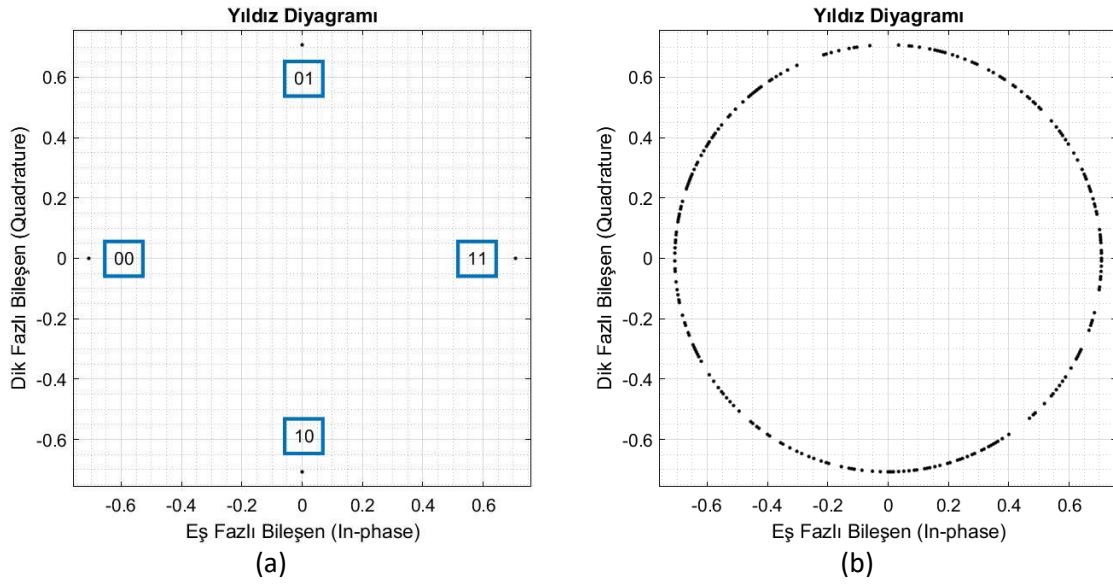 Yıldız Diyagramı
0.6
0.4
0.2
0
-0.2
-0.4
-0.6
Dik Fazlı Bileşen (Quadrature)
01
00
11
10
-0.6 -0.4 -0.2 0 0.2 0.4 0.6
Eş Fazlı Bileşen (In-phase)
(a)
Yıldız Diyagramı
0.6
0.4
0.2
0
-0.2
-0.4
-0.6
Dik Fazlı Bileşen (Quadrature)
-0.6 -0.4 -0.2 0 0.2 0.4 0.6
Eş Fazlı Bileşen (In-phase)
(b)